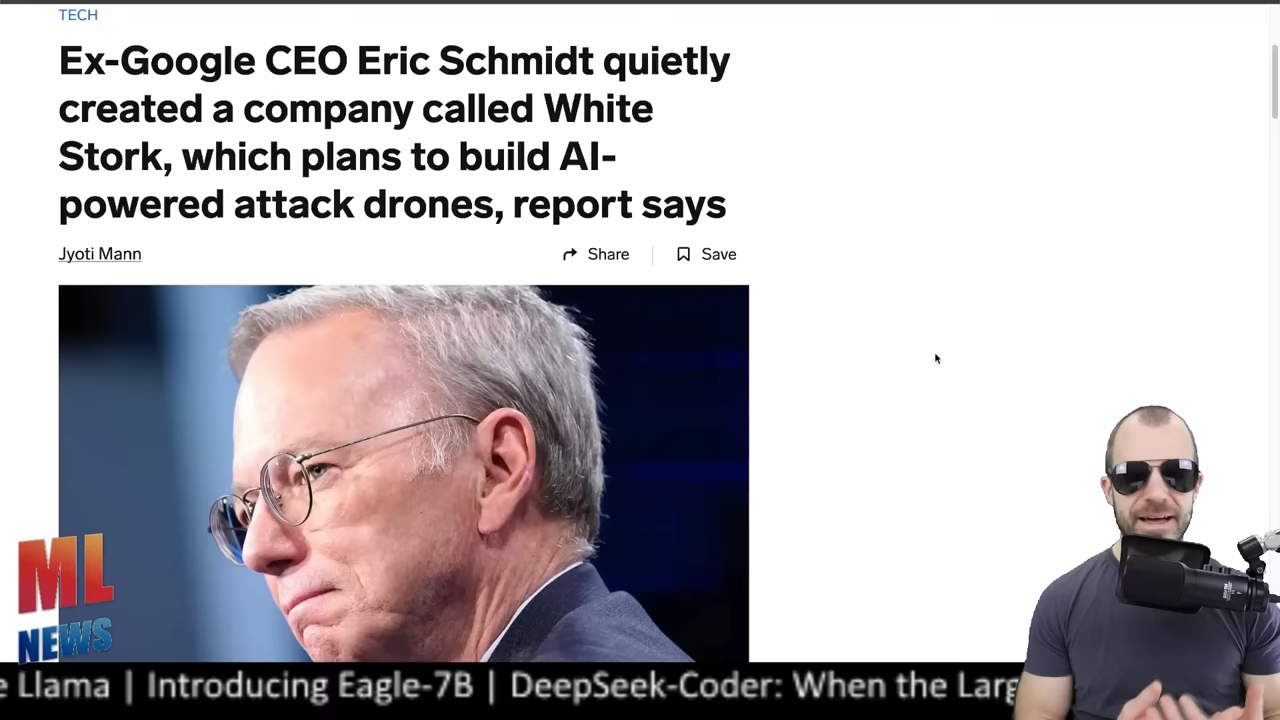 TECH
Ex-Google CEO Eric Schmidt quietly
created a company called White
Stork, which plans to build AI-
powered attack drones, report says
Jyoti Mann
Share
Save
ML
NEWS
e Llama | Introducing Eagle-7B | DeepSeek-Coder: When the Larg